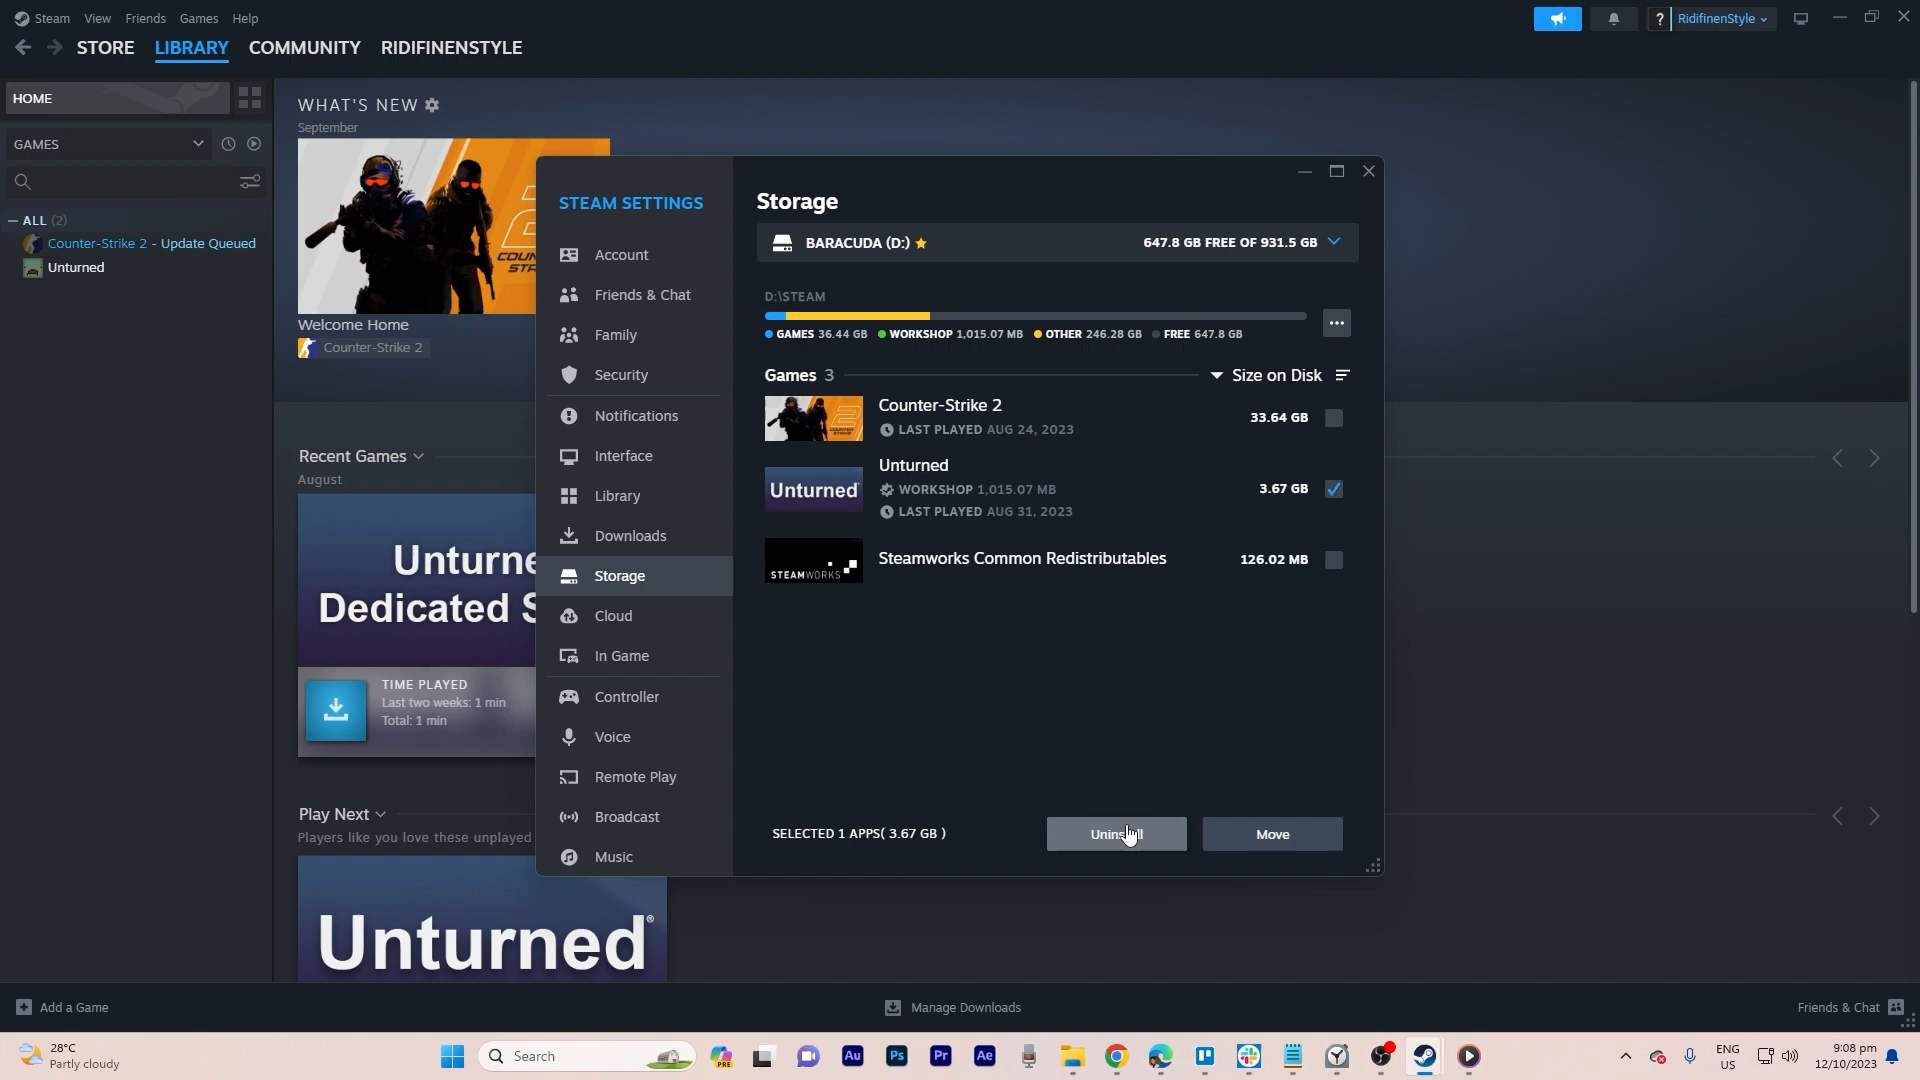 Steam View Friends Games Help
RidifinenStyle
STORE LIBRARY COMMUNITY RIDIFINENSTYLE
HOME
GAMES
ALL (2)
Counter-Strike 2 - Update Queued
Unturned
WHAT'S NEW
September
Welcome Home
Counter-Strike 2
Recent Games
August
TIME PLAYED
Last two weeks: 1 min
Total: 1 min
Play Next
Players like you love these unplayed
Unturned
STEAM SETTINGS
Account
Friends & Chat
Family
Security
Notifications
Interface
Library
Downloads
Storage
Cloud
In Game
Controller
Voice
Remote Play
Broadcast
Music
Storage
BARACUDA (D:) 647.8 GB FREE OF 931.5 GB
D:\STEAM
GAMES 36.44 GB WORKSHOP 1,015.07 MB OTHER 246.28 GB FREE 647.8 GB
Games 3 Size on Disk
Counter-Strike 2
LAST PLAYED AUG 24, 2023
33.64 GB
Unturned
Unturned
WORKSHOP 1,015.07 MB
LAST PLAYED AUG 31, 2023
3.67 GB
STEAMWORKS
Steamworks Common Redistributables
126.02 MB
SELECTED 1 APPS( 3.67 GB )
Move
Add a Game
Manage Downloads
Friends & Chat
28°C
Partly cloudy
Search
PRE
Au
Ps
Pr
Ae
ENG
US
9:08 pm
12/10/2023